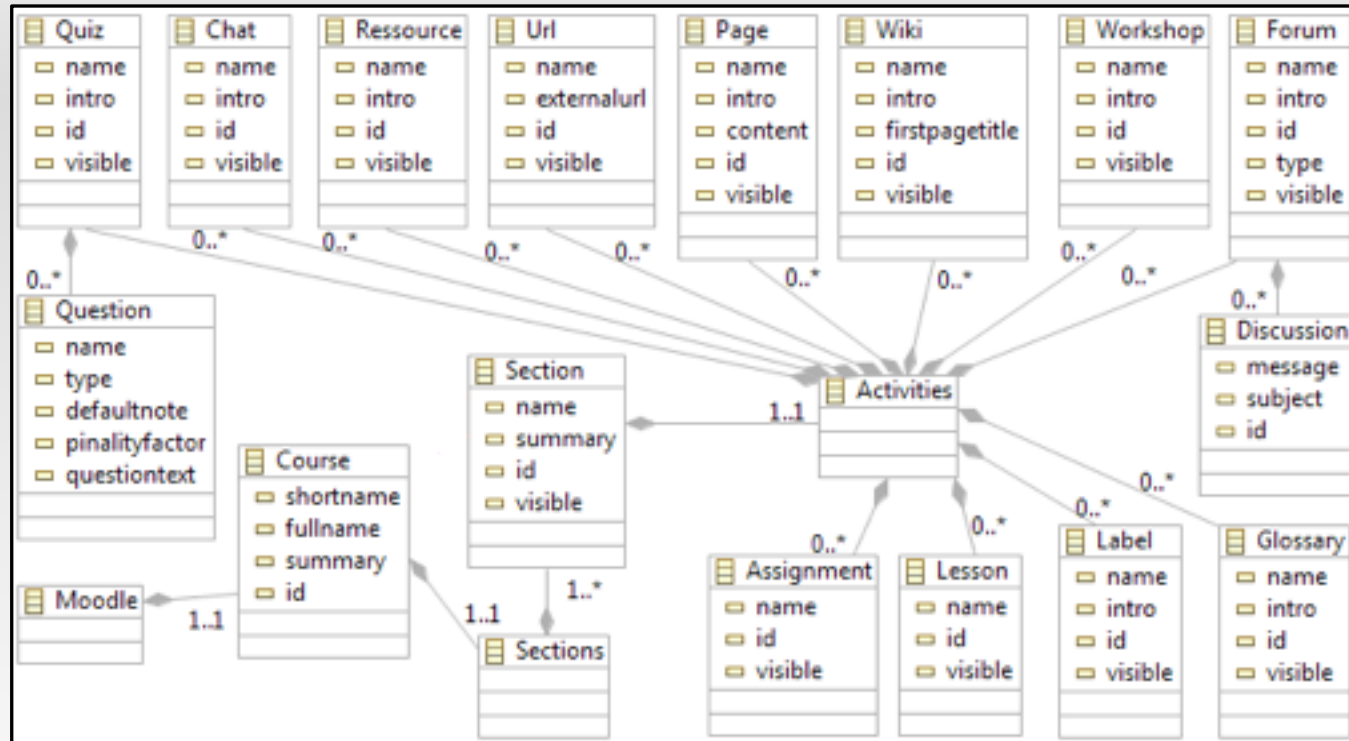 Quiz
name
intro
id
visible
Chat
name
intro
id
visible
Ressource
name
intro
id
visible
Url
name
externalurl
id
visible
Page
name
intro
content
id
visible
Wiki
name
intro
firstpagetitle
id
visible
Workshop
name
intro
id
visible
Forum
name
intro
id
type
visible
0..*
0..*
0..*
0..*
0..*
0..*
0..*
0..*
0..*
0..*
Question
name
type
defaultnote
pinalityfactor
questiontext
Section
name
summary
id
visible
1..1
Activities
Discussion
message
subject
id
Course
shortname
fullname
summary
id
Moodle
1..1
1..1
1..*
Sections
0..*
0..*
0..*
0..*
Assignment
name
id
visible
Lesson
name
id
visible
Label
name
intro
id
visible
Glossary
name
intro
id
visible